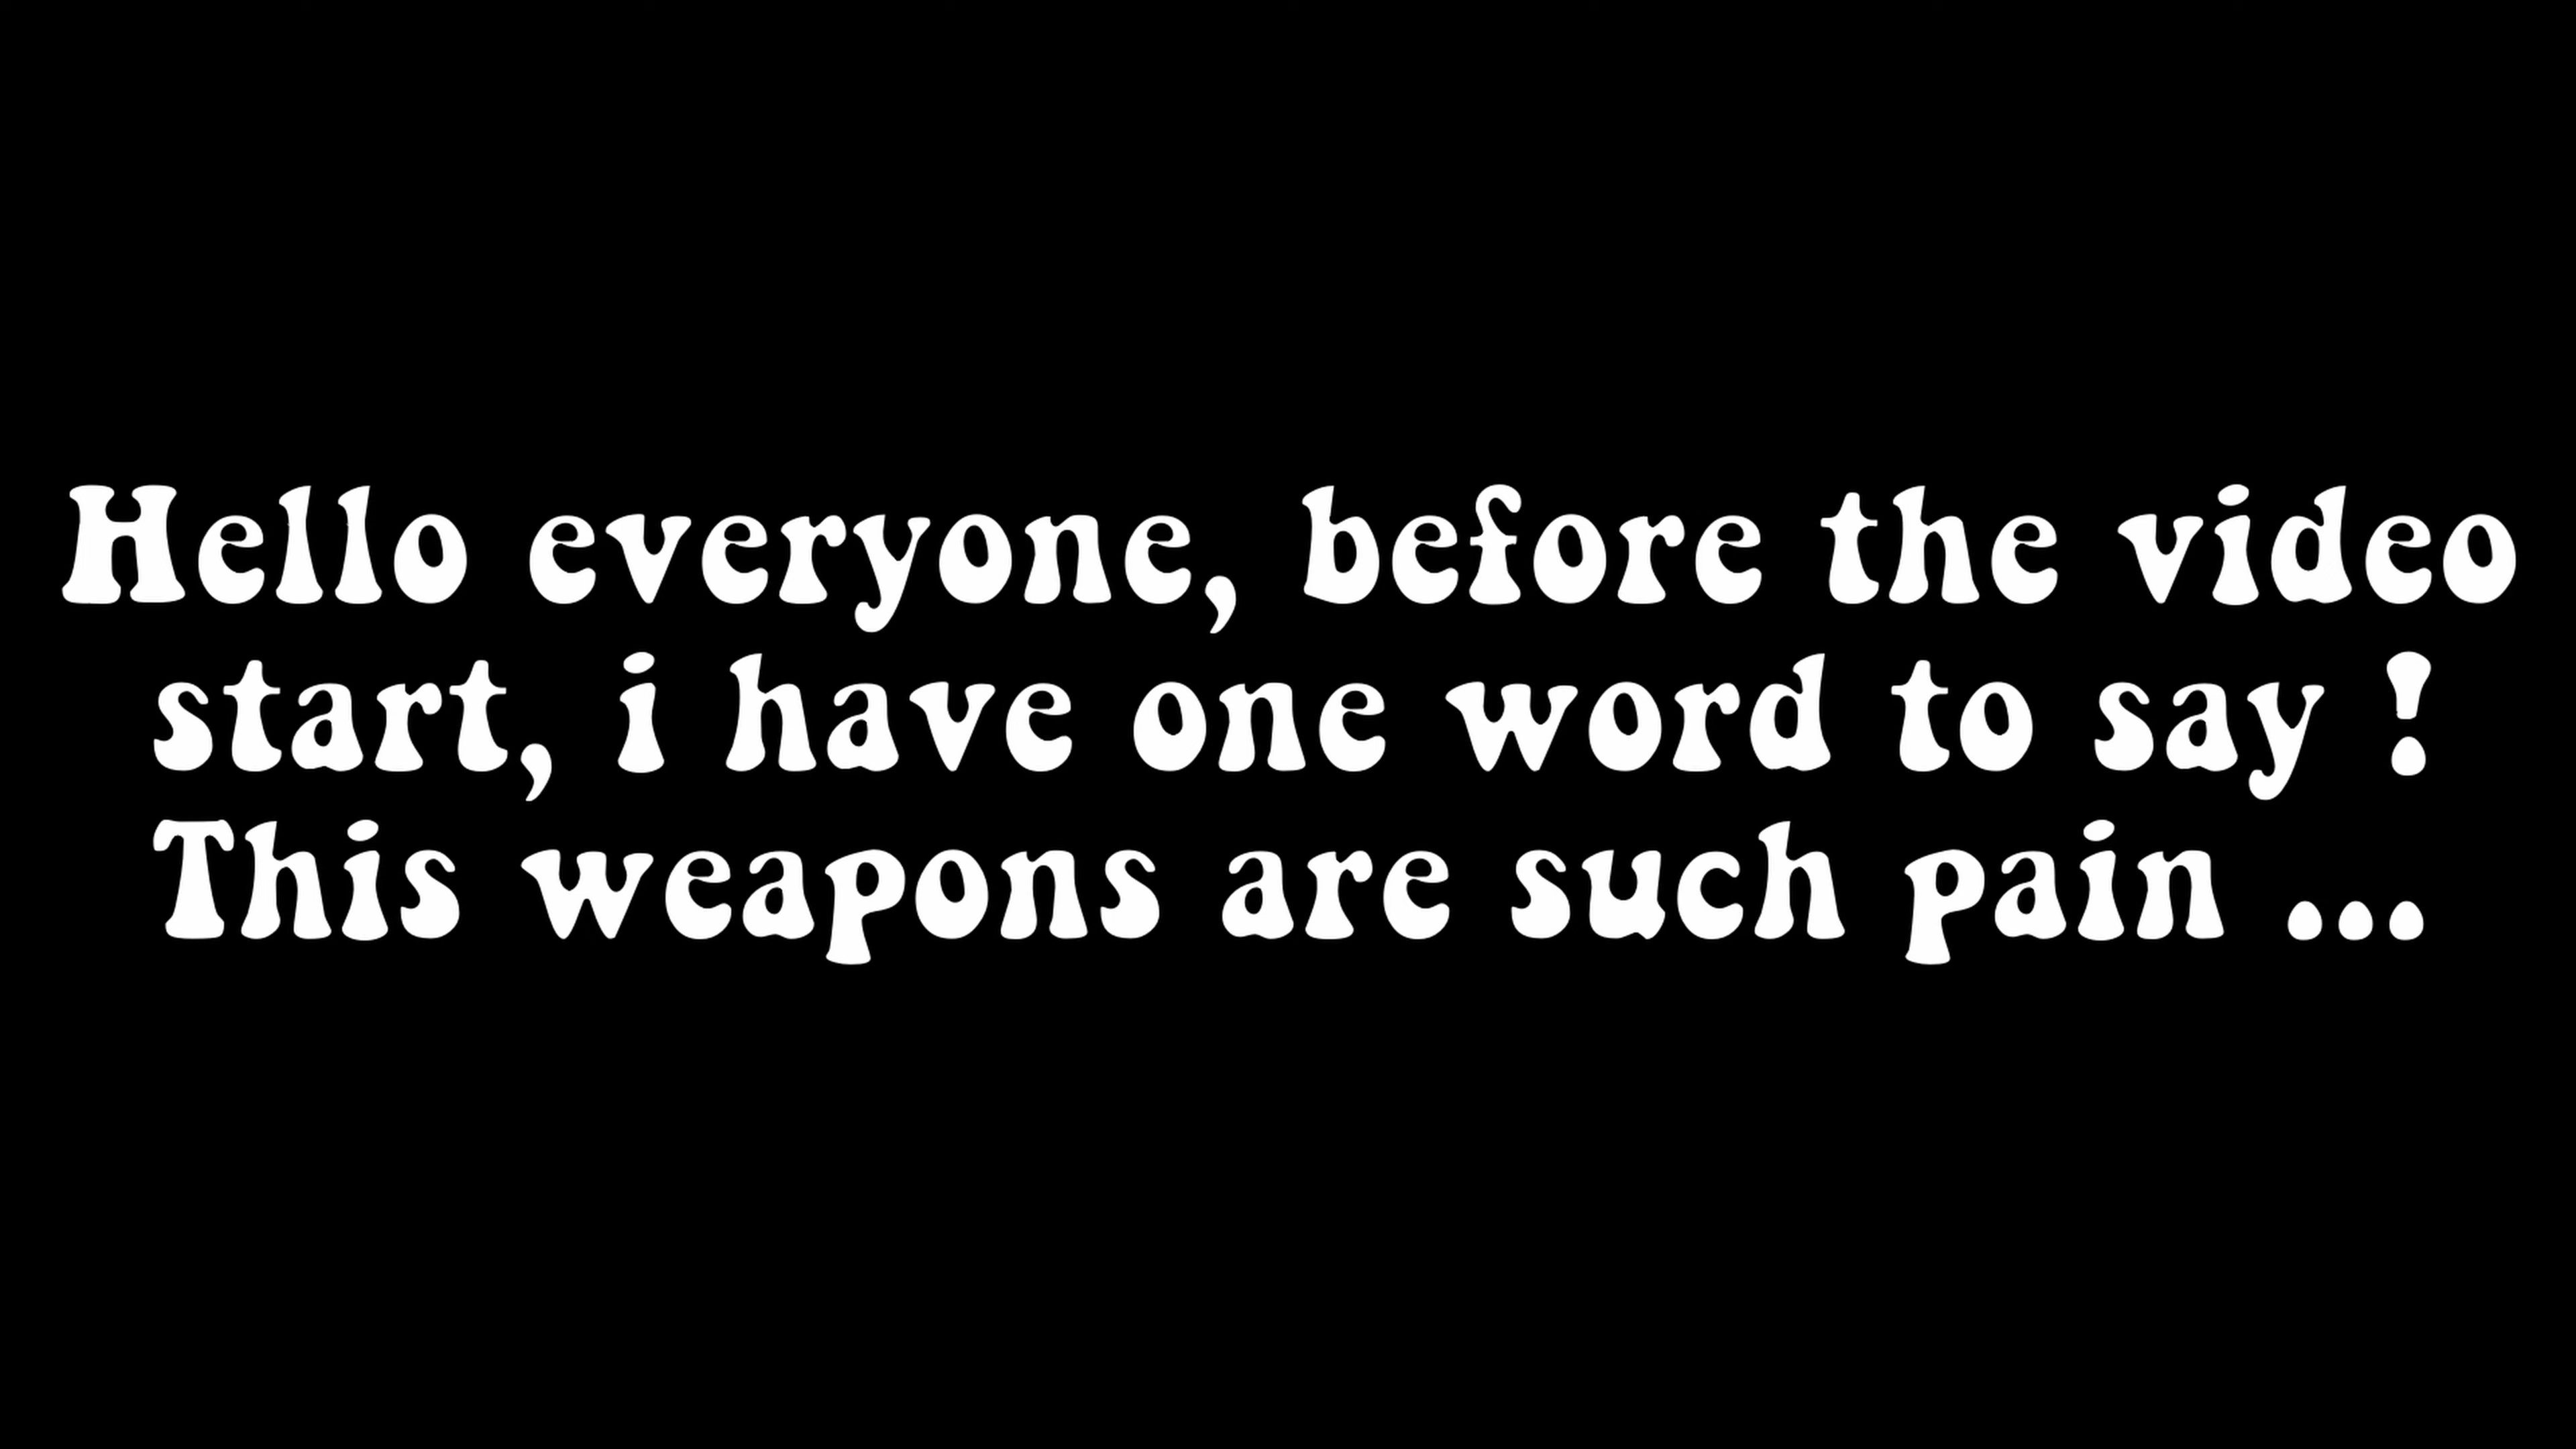 Hello everyone, before the video
start, i have one word to say !
This weapons are such pain ...